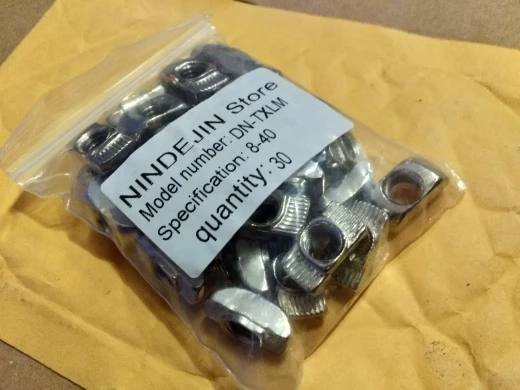 NINDEJIN Store
Model number: DN-TXLM
Specification: 8-40
quantity: 30